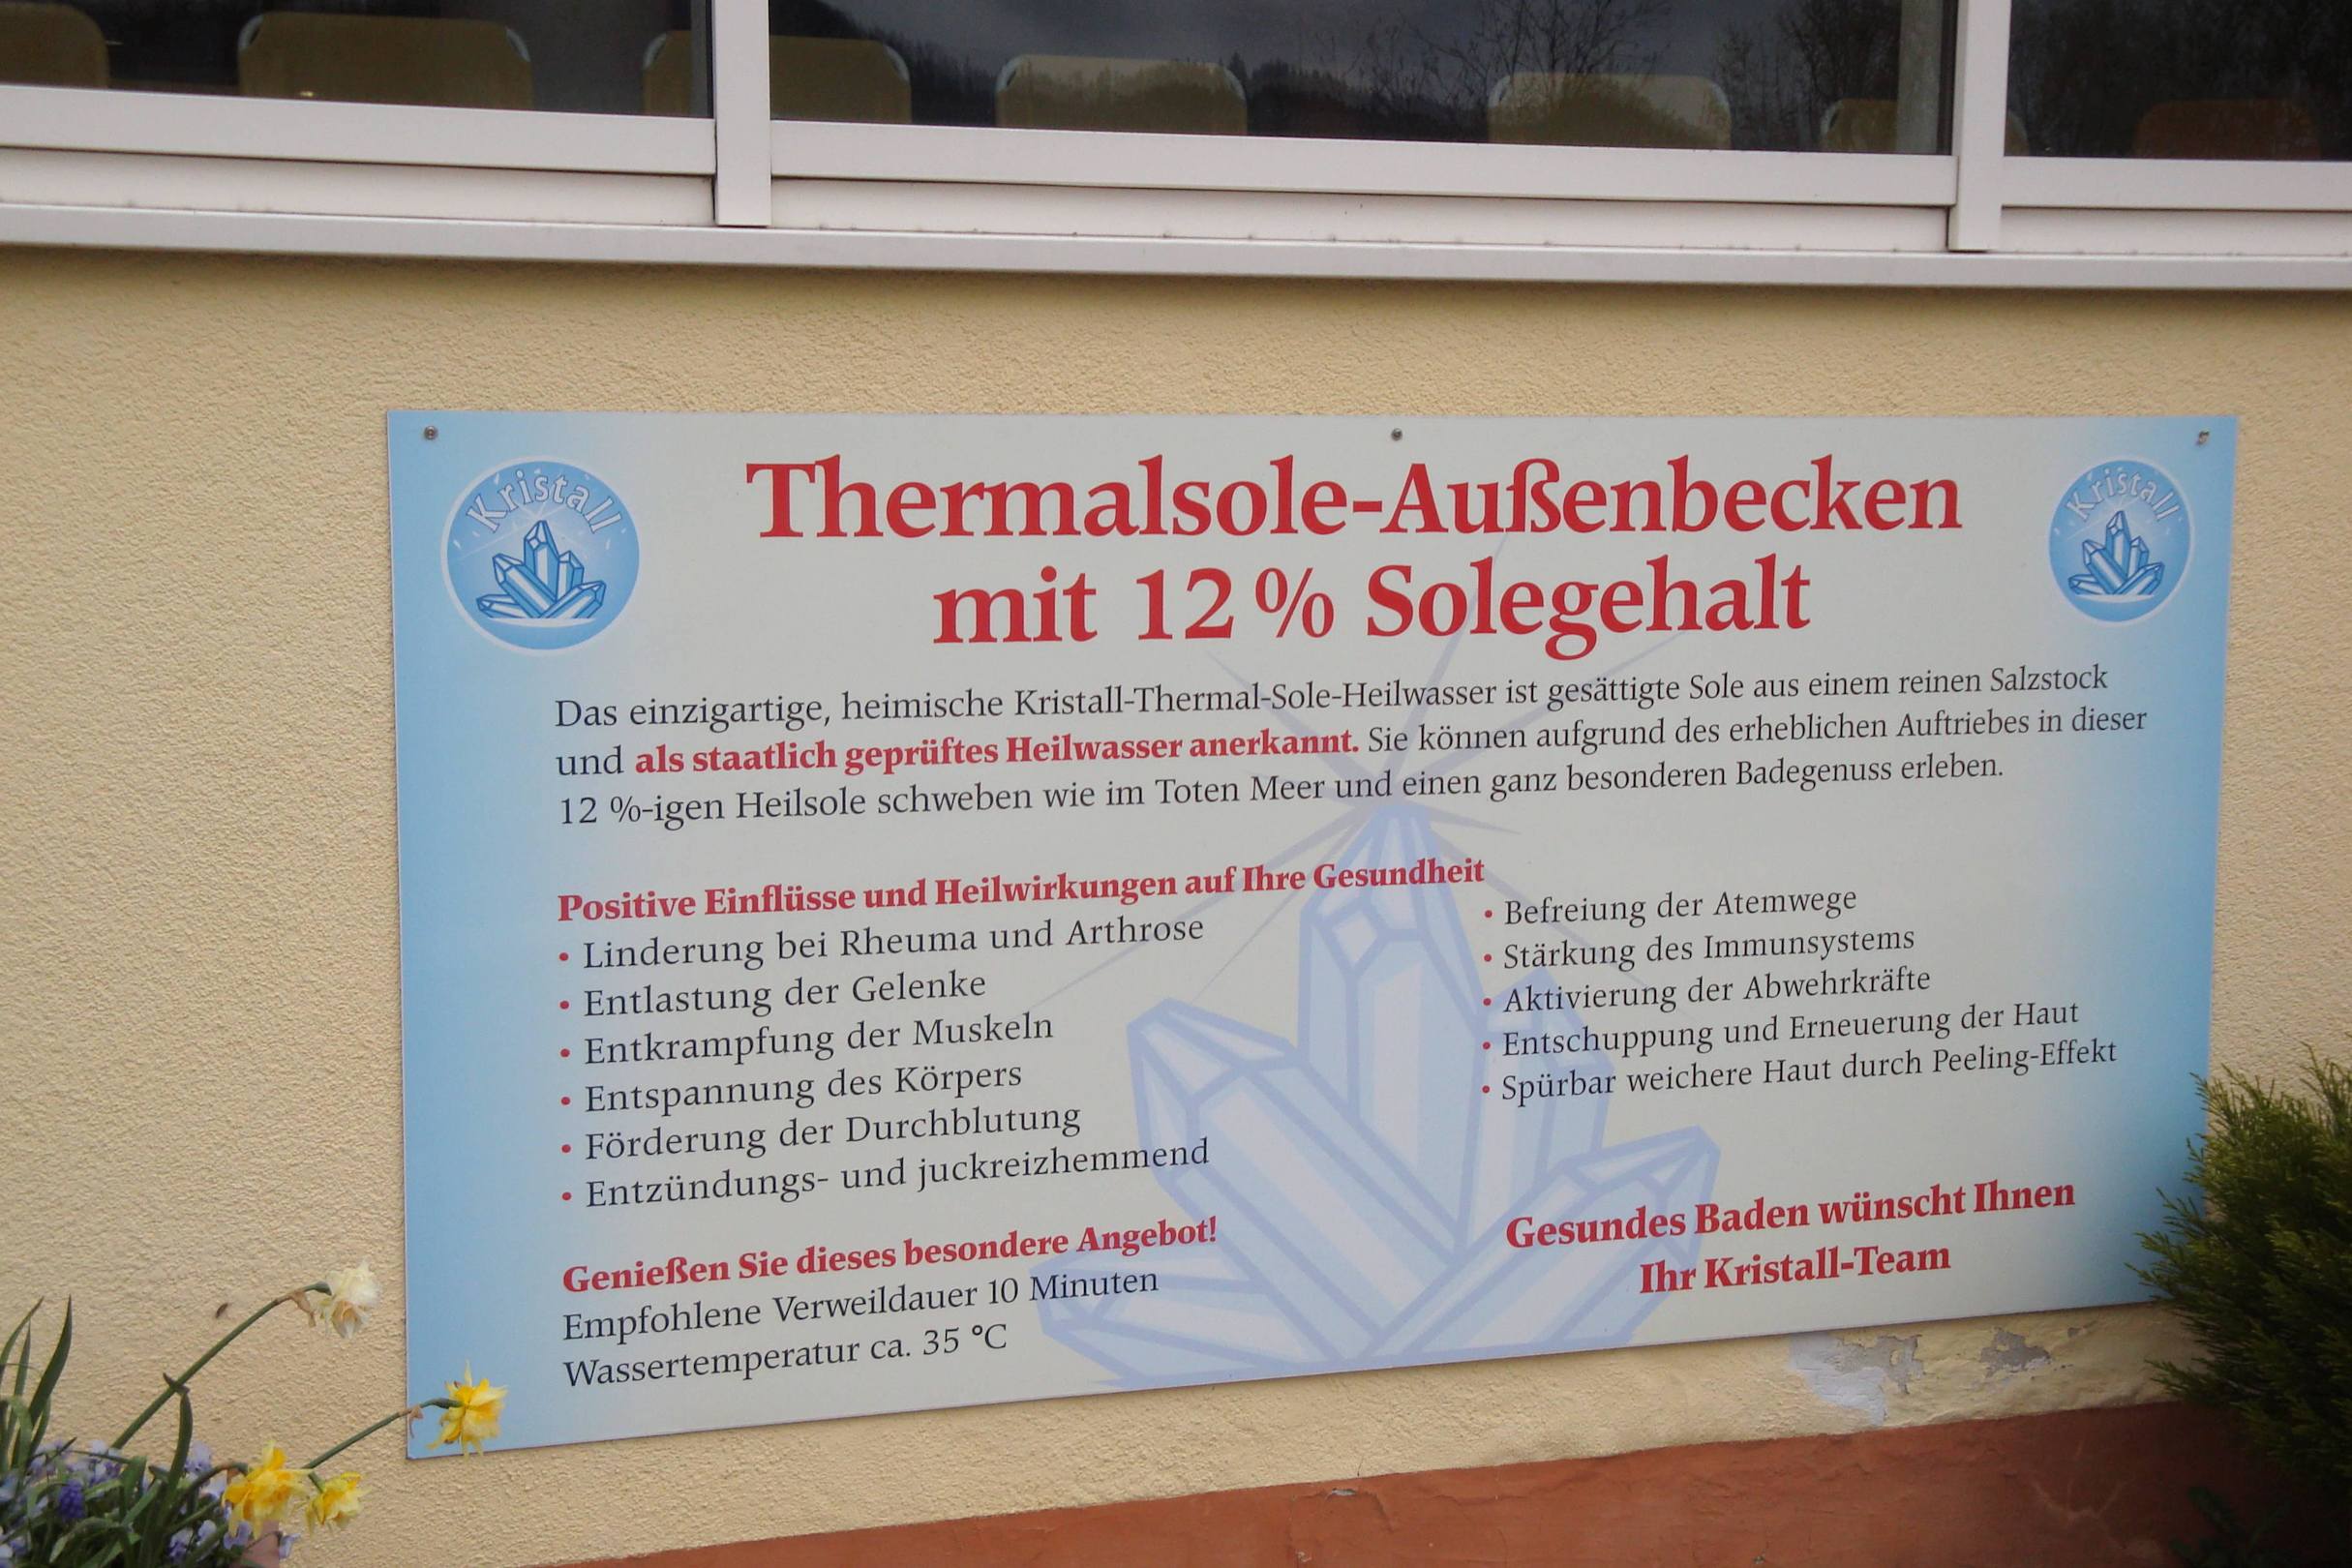 Kristall
Kristall
Thermalsole-Außenbecken
mit 12 % Solegehalt
Das einzigartige, heimische Kristall-Thermal-Sole-Heilwasser ist gesättigte Sole aus einem reinen Salzstock
und als staatlich geprüftes Heilwasser anerkannt. Sie können aufgrund des erheblichen Auftriebes in dieser
12 %-igen Heilsole schweben wie im Toten Meer und einen ganz besonderen Badegenuss erleben.
Positive Einflüsse und Heilwirkungen auf Ihre Gesundheit
• Linderung bei Rheuma und Arthrose
• Entlastung der Gelenke
• Entkrampfung der Muskeln
• Entspannung des Körpers
• Förderung der Durchblutung
• Entzündungs- und juckreizhemmend
• Befreiung der Atemwege
• Stärkung des Immunsystems
• Aktivierung der Abwehrkräfte
• Entschuppung und Erneuerung der Haut
• Spürbar weichere Haut durch Peeling-Effekt
Genießen Sie dieses besondere Angebot!
Empfohlene Verweildauer 10 Minuten
Wassertemperatur ca. 35 °C
Gesundes Baden wünscht Ihnen
Ihr Kristall-Team